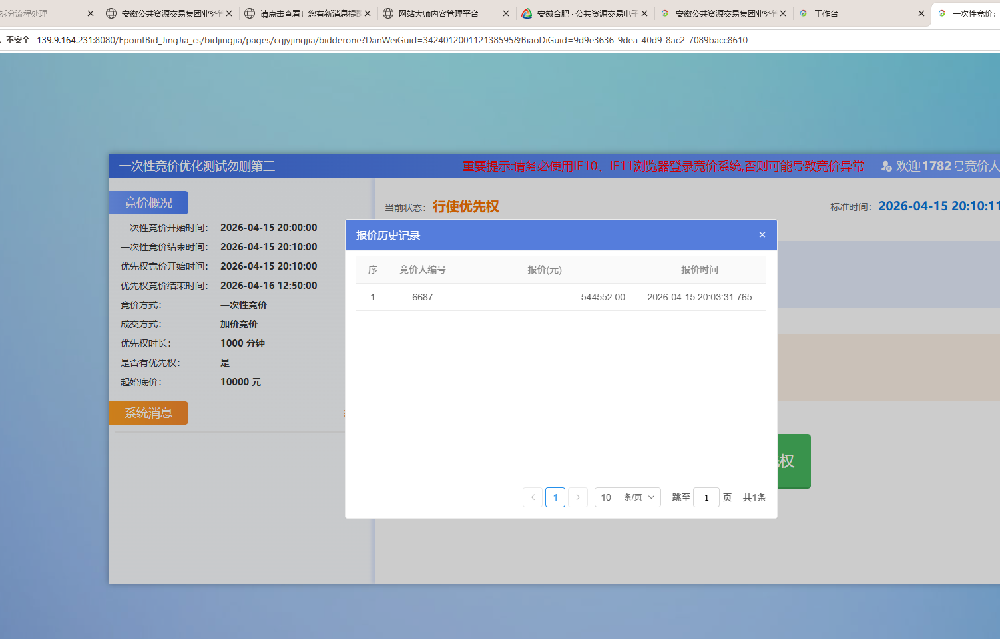 拆分流程处理
安徽公共资源交易集团业务管
请点击查看！您有新消息提醒
网站大师内容管理平台
安徽合肥 · 公共资源交易电子
安徽公共资源交易集团业务管
工作台
一次性竞价:
不安全 139.9.164.231:8080/EpointBid_JingJia_cs/bidjingjia/pages/cqjyjingjia/bidderone?DanWeiGuid=342401200112138595&BiaoDiGuid=9d9e3636-9dea-40d9-8ac2-7089bacc8610
一次性竞价优化测试勿删第三
重要提示:请务必使用IE10、IE11浏览器登录竞价系统,否则可能导致竞价异常
欢迎1782号竞价人
竞价概况
一次性竞价开始时间： 2026-04-15 20:00:00
一次性竞价结束时间： 2026-04-15 20:10:00
优先权竞价开始时间： 2026-04-15 20:10:00
优先权竞价结束时间： 2026-04-16 12:50:00
竞价方式： 一次性竞价
成交方式： 加价竞价
优先权时长： 1000 分钟
是否有优先权： 是
起始底价： 10000 元
系统消息
当前状态： 行使优先权
标准时间： 2026-04-15 20:10:11
报价历史记录
序 竞价人编号 报价(元) 报价时间
1 6687 544552.00 2026-04-15 20:03:31.765
1 10 条/页 跳至 1 页 共1条
权